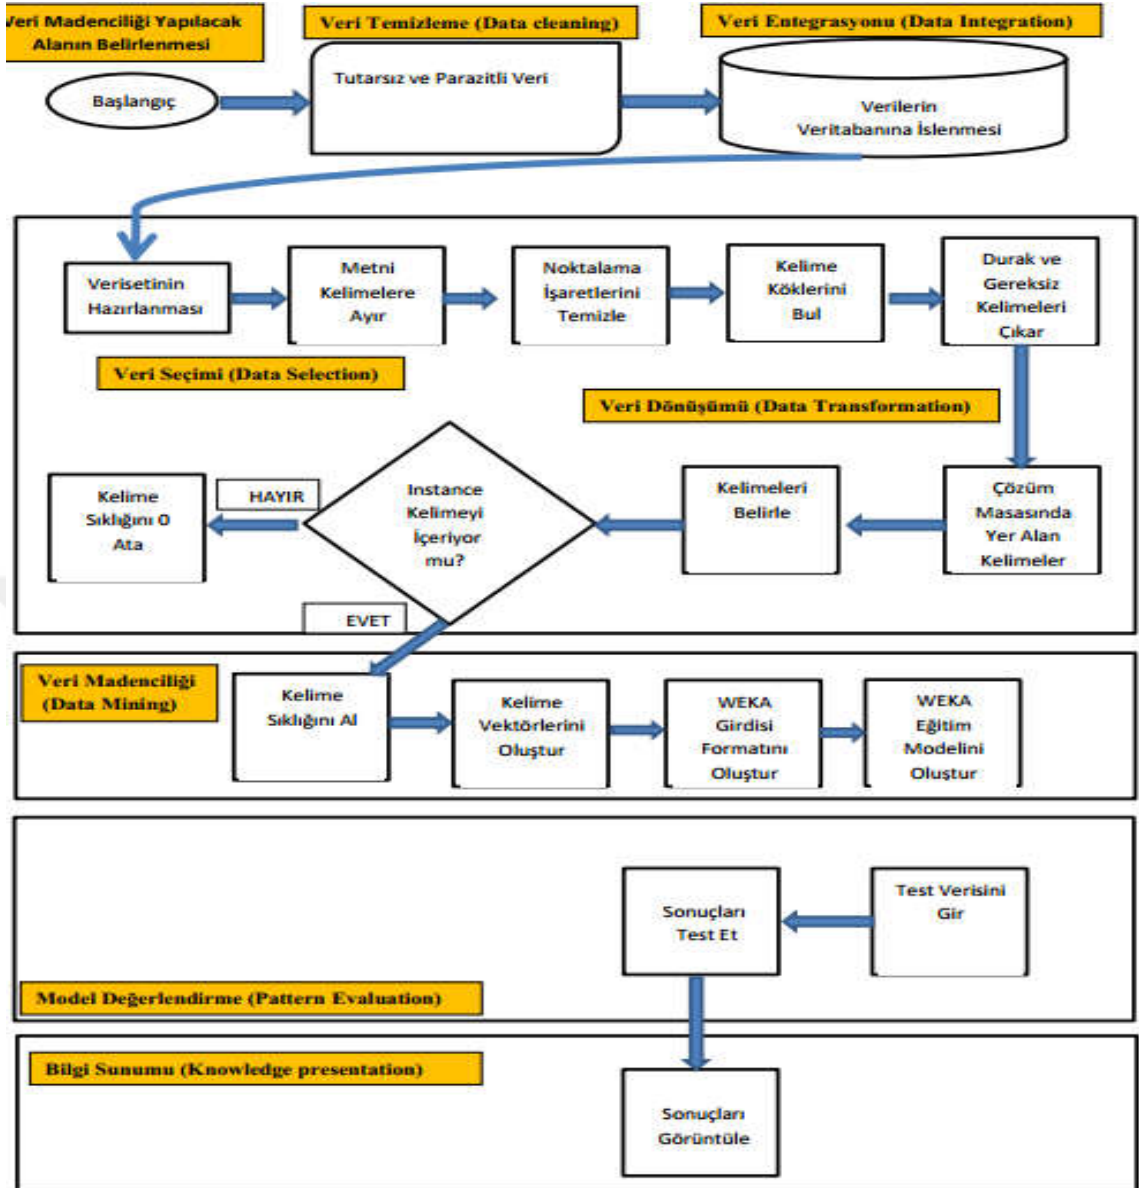 Veri Madenciliği Yapılacak
Alanın Belirlenmesi
Veri Temizleme (Data cleaning)
Veri Entegrasyonu (Data Integration)
Başlangıç
Tutarsız ve Parazitli Veri
Verilerin
Veritabanına İslenmesi
Verisetinin
Hazırlanması
Metni
Kelimelere
Ayır
Noktalama
İşaretlerini
Temizle
Kelime
Köklerini
Bul
Durak ve
Gereksiz
Kelimeleri
Çıkar
Veri Seçimi (Data Selection)
Veri Dönüşümü (Data Transformation)
Çözüm
Masasında
Yer Alan
Kelimeler
Kelimeleri
Belirle
Instance
Kelimeyi
İçeriyor
mu?
HAYIR
Kelime
Sıklığını 0
Ata
EVET
Veri Madenciliği
(Data Mining)
Kelime
Sıklığını Al
Kelime
Vektörlerini
Oluştur
WEKA
Girdisi
Formatını
Oluştur
WEKA
Eğitim
Modelini
Oluştur
Test Verisini
Gir
Sonuçları
Test Et
Model Değerlendirme (Pattern Evaluation)
Bilgi Sunumu (Knowledge presentation)
Sonuçları
Görüntüle